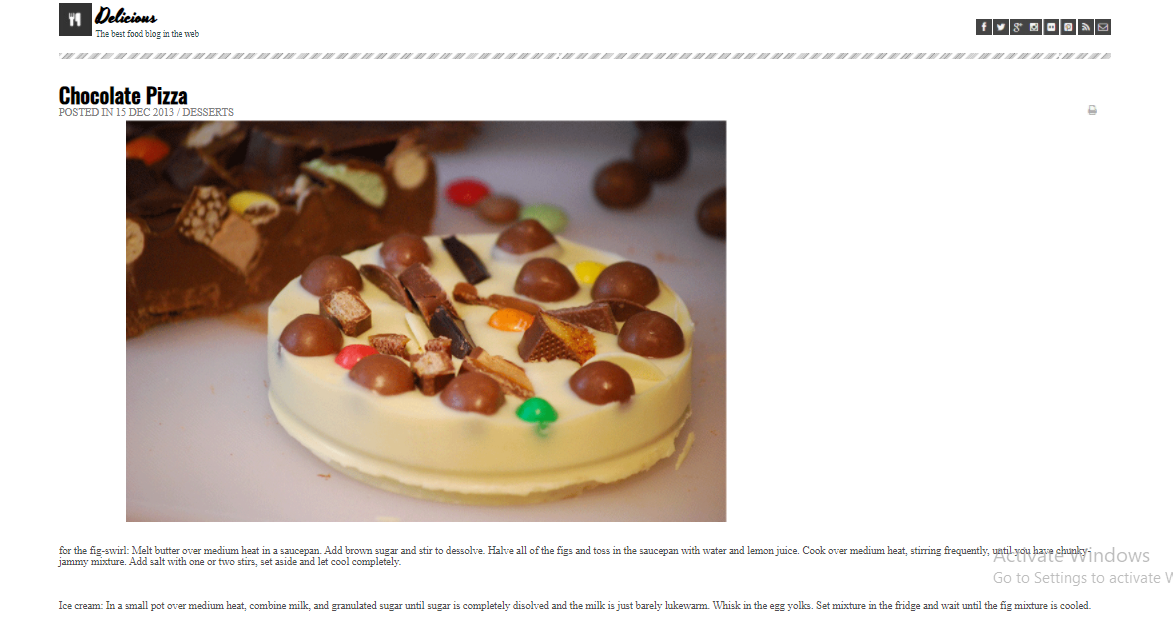 Delicious
The best food blog in the web
Chocolate Pizza
POSTED IN 15 DEC 2013 / DESSERTS
for the fig-swirl: Melt butter over medium heat in a saucepan. Add brown sugar and stir to dessolve. Halve all of the figs and toss in the saucepan with water and lemon juice. Cook over medium heat, stirring frequently, until you have chunky-
jammy mixture. Add salt with one or two stirs, set aside and let cool completely.
Activate Windows
Go to Settings to activate W
Ice cream: In a small pot over medium heat, combine milk, and granulated sugar until sugar is completely disolved and the milk is just barely lukewarm. Whisk in the egg yolks. Set mixture in the fridge and wait until the fig mixture is cooled.